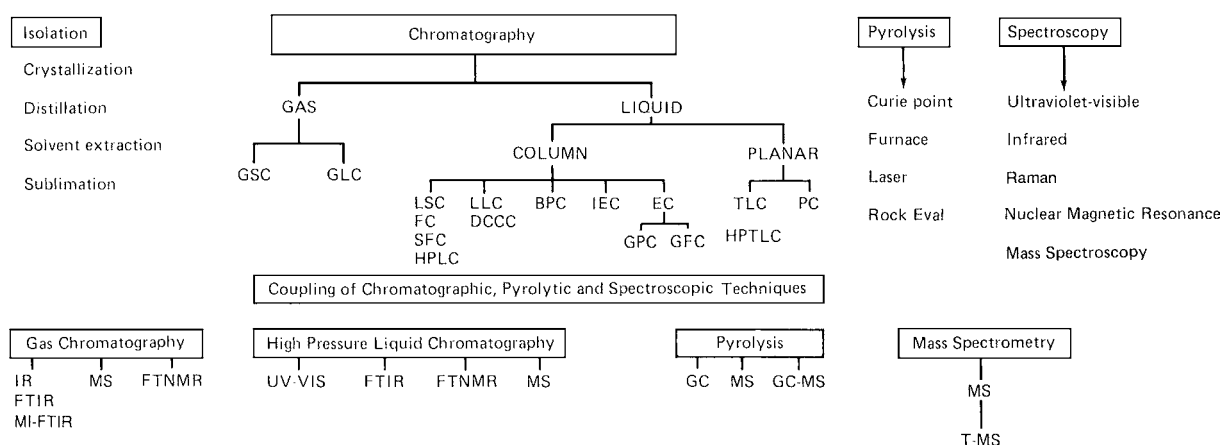 Isolation
Crystallization
Distillation
Solvent extraction
Sublimation
Chromatography
GAS
LIQUID
GSC GLC
COLUMN PLANAR
LSC LLC BPC IEC EC TLC PC
FC DCCC
SFC GPC GFC HPTLC
HPLC
Pyrolysis
Curie point
Furnace
Laser
Rock Eval
Spectroscopy
Ultraviolet-visible
Infrared
Raman
Nuclear Magnetic Resonance
Mass Spectroscopy
Coupling of Chromatographic, Pyrolytic and Spectroscopic Techniques
Gas Chromatography
IR MS FTNMR
FTIR
MI-FTIR
High Pressure Liquid Chromatography
UV-VIS FTIR FTNMR MS
Pyrolysis
GC MS GC-MS
Mass Spectrometry
MS
T-MS